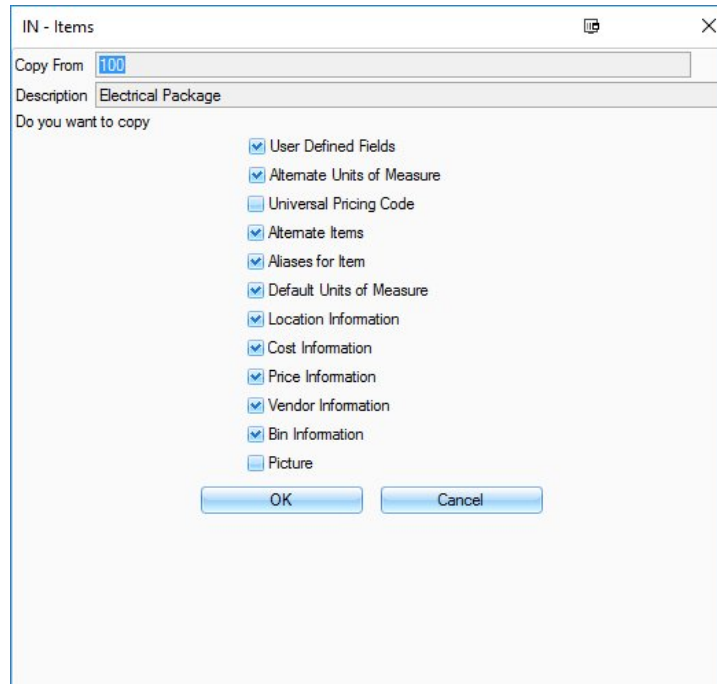 IN - Items
Copy From 100
Description Electrical Package
Do you want to copy
User Defined Fields
Alternate Units of Measure
Universal Pricing Code
Alternate Items
Aliases for Item
Default Units of Measure
Location Information
Cost Information
Price Information
Vendor Information
Bin Information
Picture
OK Cancel